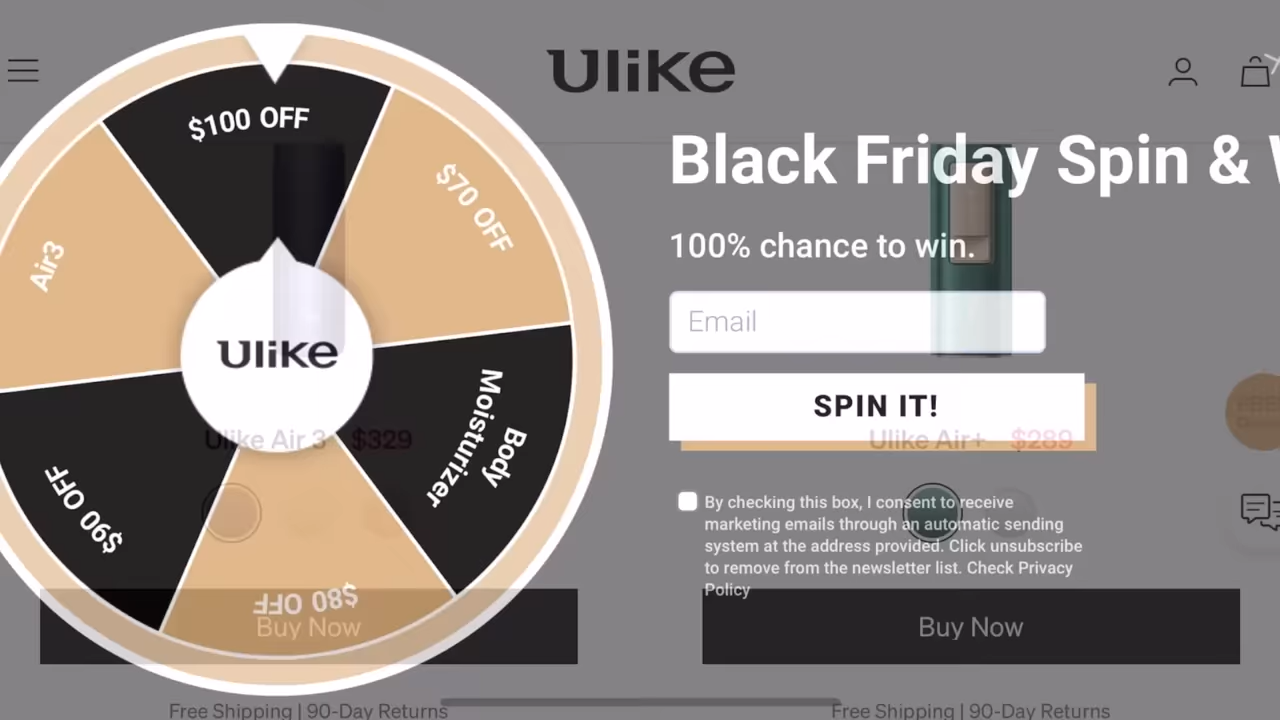 Ulike
$100 OFF
$70 OFF
Body
Moisturizer
$80 OFF
$90 OFF
Air3
Ulike
Black Friday Spin &
100% chance to win.
Email
SPIN IT!
Ulike Air 3 $329
Ulike Air+ $289
By checking this box, I consent to receive
marketing emails through an automatic sending
system at the address provided. Click unsubscribe
to remove from the newsletter list. Check Privacy
Policy
Buy Now
Buy Now
Free Shipping | 90-Day Returns
Free Shipping | 90-Day Returns